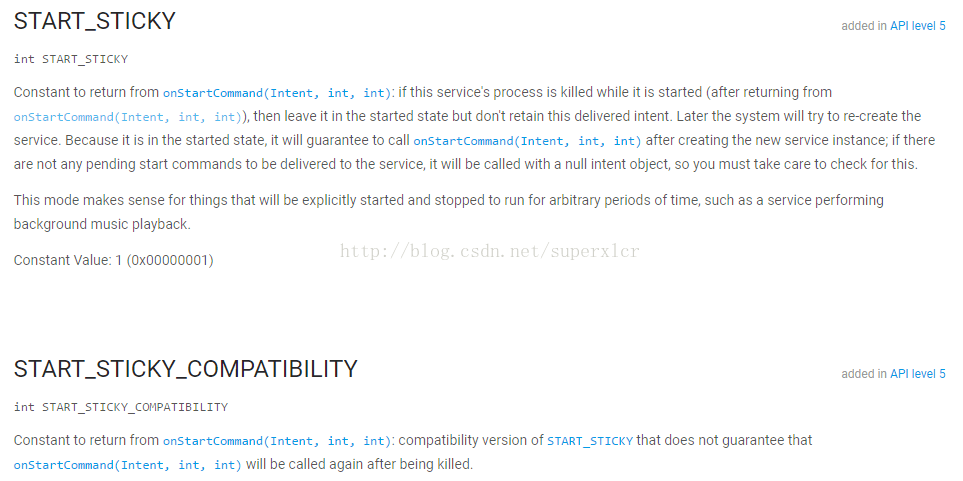 START_STICKY
added in API level 5
int START_STICKY
Constant to return from onStartCommand(Intent, int, int): if this service's process is killed while it is started (after returning from
onStartCommand(Intent, int, int)), then leave it in the started state but don't retain this delivered intent. Later the system will try to re-create the
service. Because it is in the started state, it will guarantee to call onStartCommand(Intent, int, int) after creating the new service instance; if there
are not any pending start commands to be delivered to the service, it will be called with a null intent object, so you must take care to check for this.
This mode makes sense for things that will be explicitly started and stopped to run for arbitrary periods of time, such as a service performing
background music playback.
http://blog.csdn.net/superxlcr
Constant Value: 1 (0x00000001)
START_STICKY_COMPATIBILITY
added in API level 5
int START_STICKY_COMPATIBILITY
Constant to return from onStartCommand(Intent, int, int): compatibility version of START_STICKY that does not guarantee that
onStartCommand(Intent, int, int) will be called again after being killed.